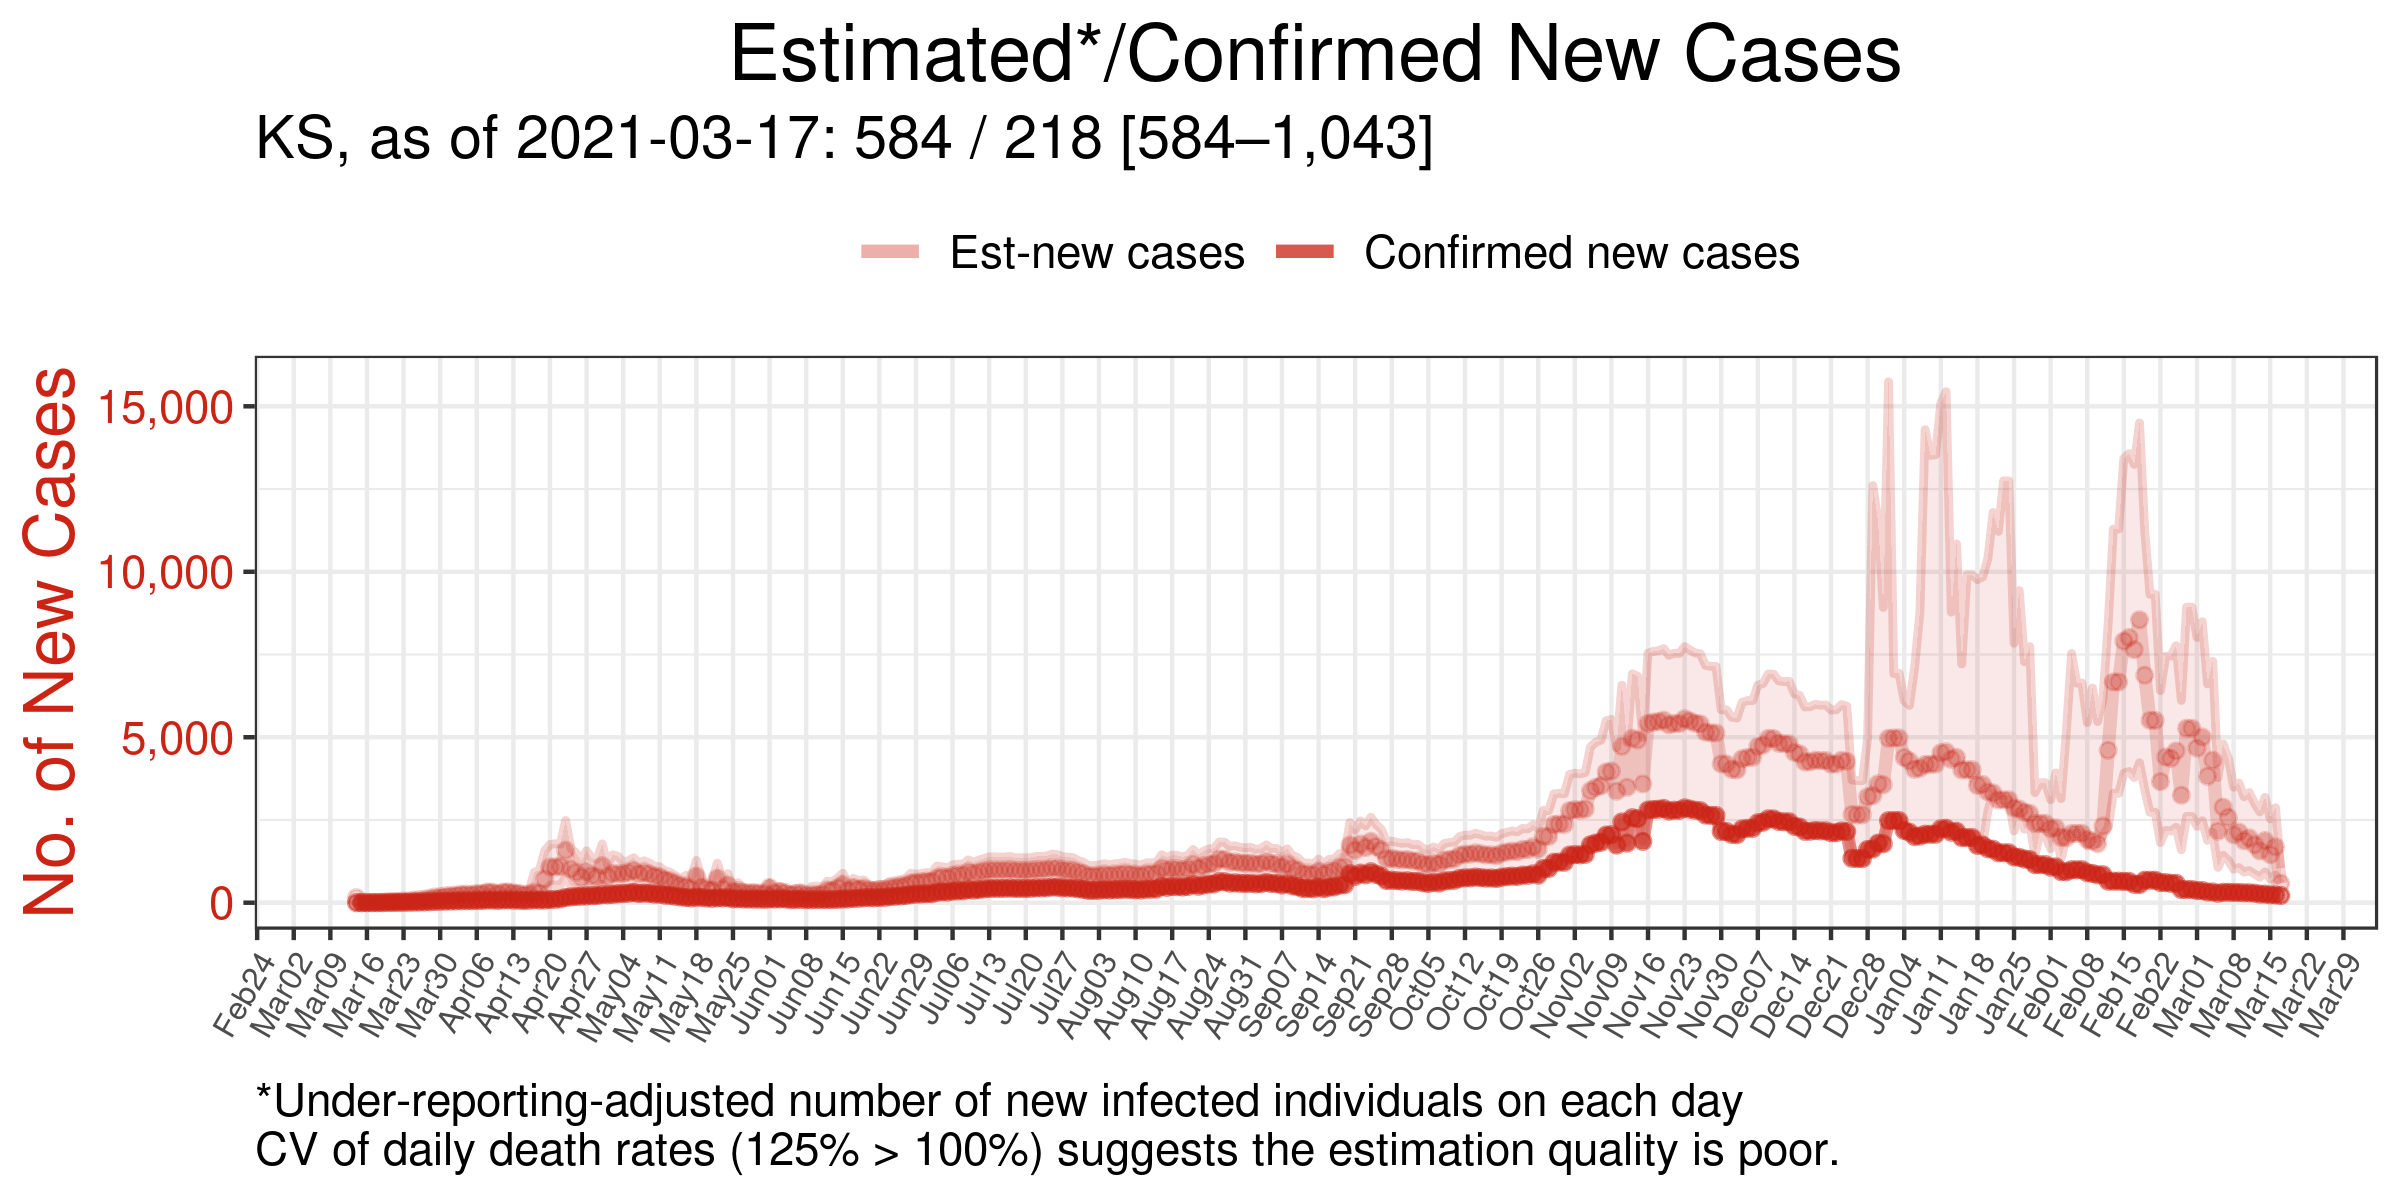 Estimated*/Confirmed New Cases
KS, as of 2021-03-17: 584 / 218 [584–1,043]
Est-new cases Confirmed new cases
No. of New Cases
15,000
10,000
5,000
0
Feb24 Mar02 Mar09 Mar16 Mar23 Mar30 Apr06 Apr13 Apr20 Apr27 May04 May11 May18 May25 Jun01 Jun08 Jun15 Jun22 Jun29 Jul06 Jul13 Jul20 Jul27 Aug03 Aug10 Aug17 Aug24 Aug31 Sep07 Sep14 Sep21 Sep28 Oct05 Oct12 Oct19 Oct26 Nov02 Nov09 Nov16 Nov23 Nov30 Dec07 Dec14 Dec21 Dec28 Jan04 Jan11 Jan18 Jan25 Feb01 Feb08 Feb15 Feb22 Mar01 Mar08 Mar15 Mar22 Mar29
*Under-reporting-adjusted number of new infected individuals on each day
CV of daily death rates (125% > 100%) suggests the estimation quality is poor.